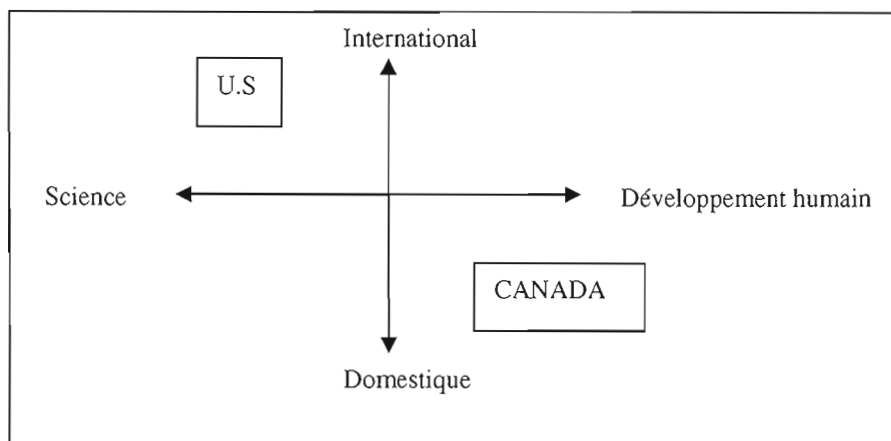 International
U.S
Science
Développement humain
CANADA
Domestique